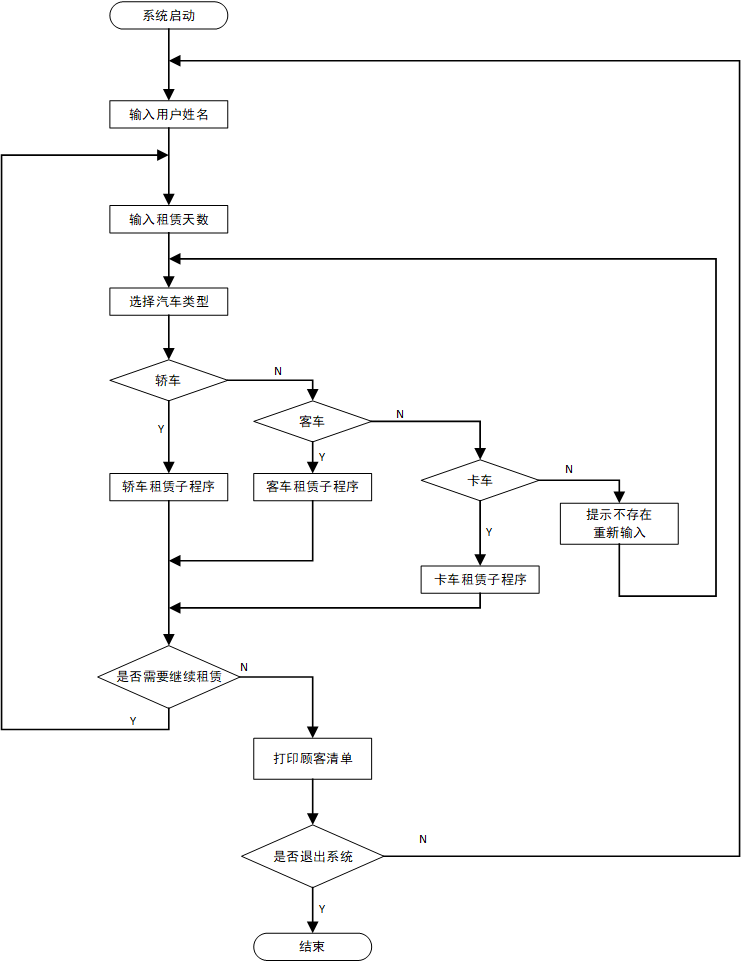 系统启动
输入用户姓名
输入租赁天数
选择汽车类型
轿车
N
客车
N
Y
Y
卡车
N
轿车租赁子程序
客车租赁子程序
提示不存在
重新输入
Y
卡车租赁子程序
是否需要继续租赁
N
Y
打印顾客清单
是否退出系统
N
Y
结束